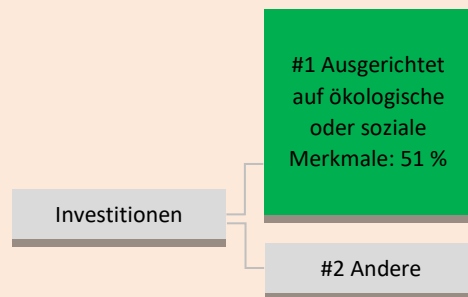 #1 Ausgerichtet
auf ökologische
oder soziale
Merkmale: 51 %
Investitionen
#2 Andere